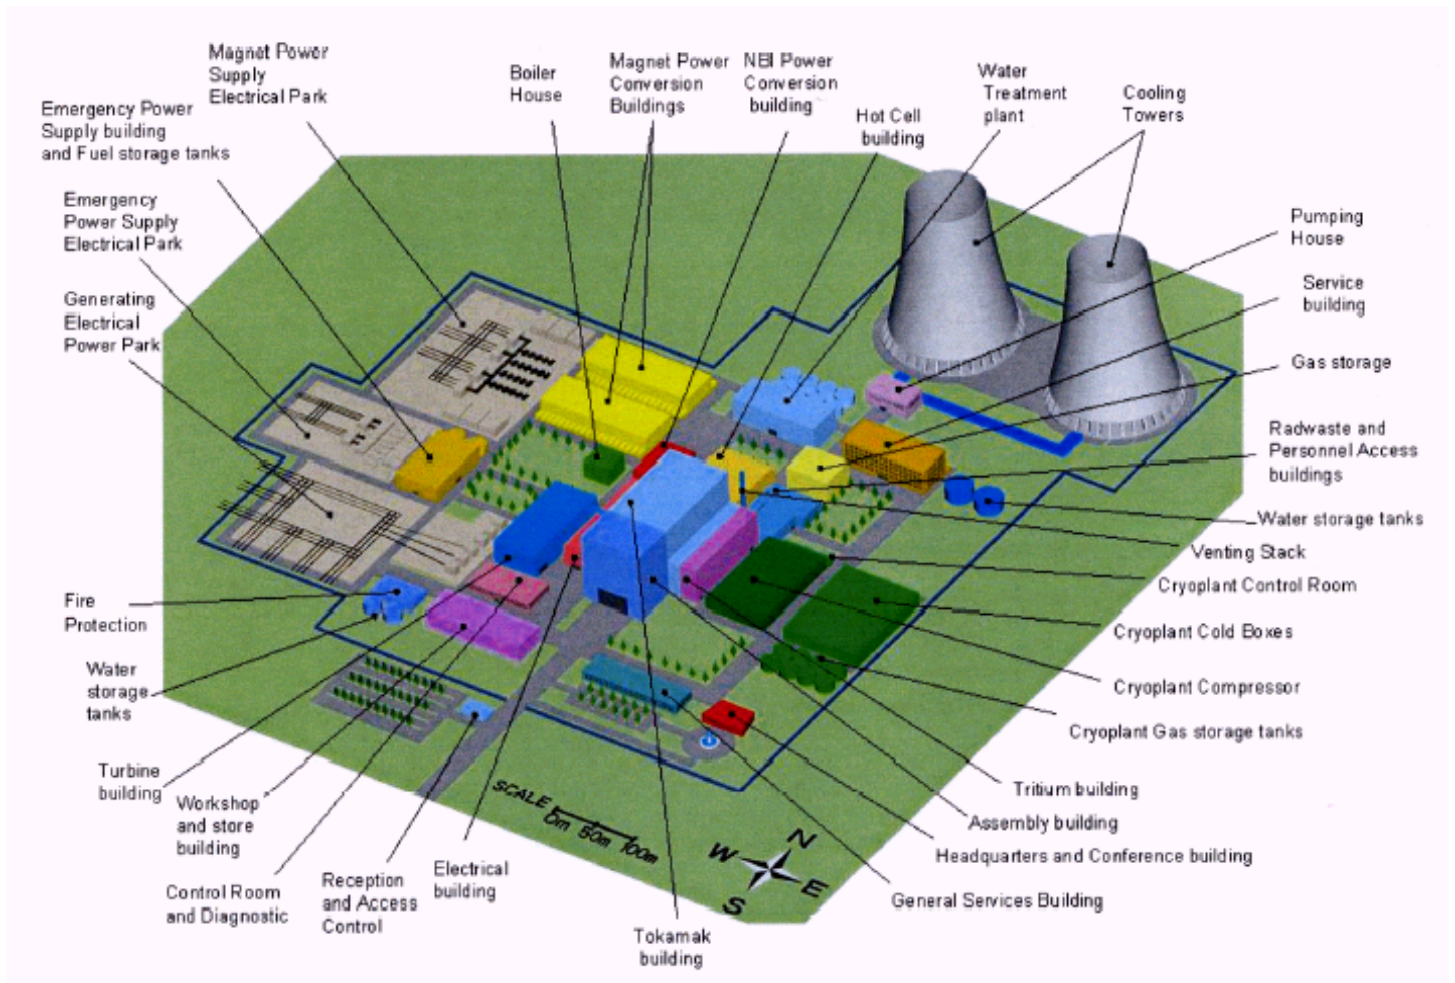 Magnet Power
Supply
Electrical Park
Boiler
House
Magnet Power
Conversion
Buildings
NBI Power
Conversion
building
Water
Treatment
plant
Cooling
Towers
Hot Cell
building
Emergency Power
Supply building
and Fuel storage tanks
Emergency
Power Supply
Electrical Park
Generating
Electrical
Power Park
Pumping
House
Service
building
Gas storage
Radwaste and
Personnel Access
buildings
Water storage tanks
Venting Stack
Cryoplant Control Room
Cryoplant Cold Boxes
Cryoplant Compressor
Cryoplant Gas storage tanks
Tritium building
Assembly building
Headquarters and Conference building
General Services Building
Fire
Protection
Water
storage
tanks
Turbine
building
Workshop
and store
building
Control Room
and Diagnostic
Reception
and Access
Control
Electrical
building
Tokamak
building
SCALE
0m 50m 100m
N
W
E
S